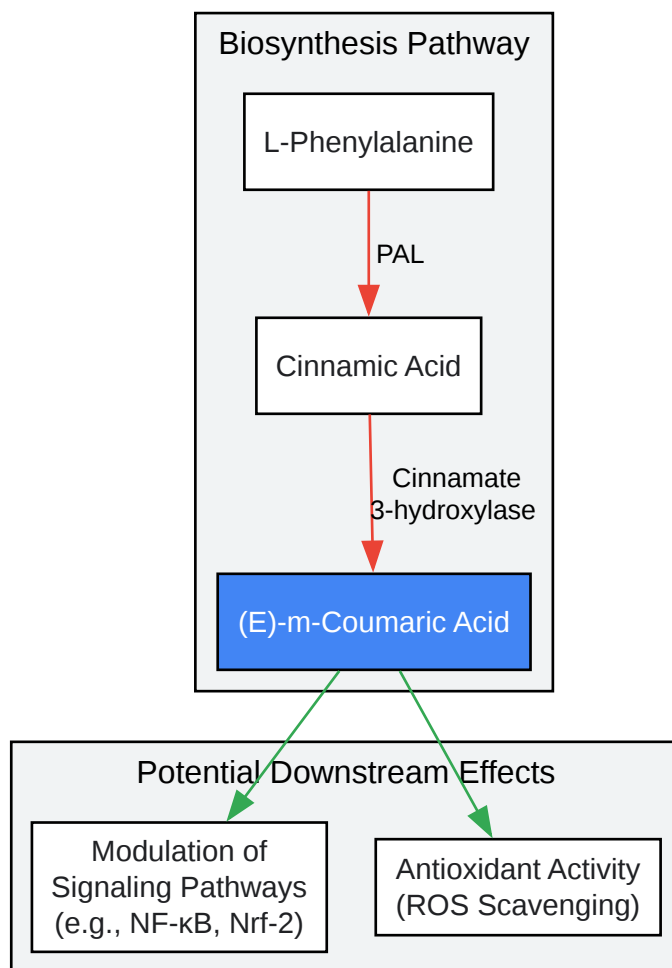 Biosynthesis Pathway
L-Phenylalanine
PAL
Cinnamic Acid
Cinnamate
3-hydroxylase
(E)-m-Coumaric Acid
Potential Downstream Effects
Modulation of
Signaling Pathways
(e.g., NF-κB, Nrf-2)
Antioxidant Activity
(ROS Scavenging)